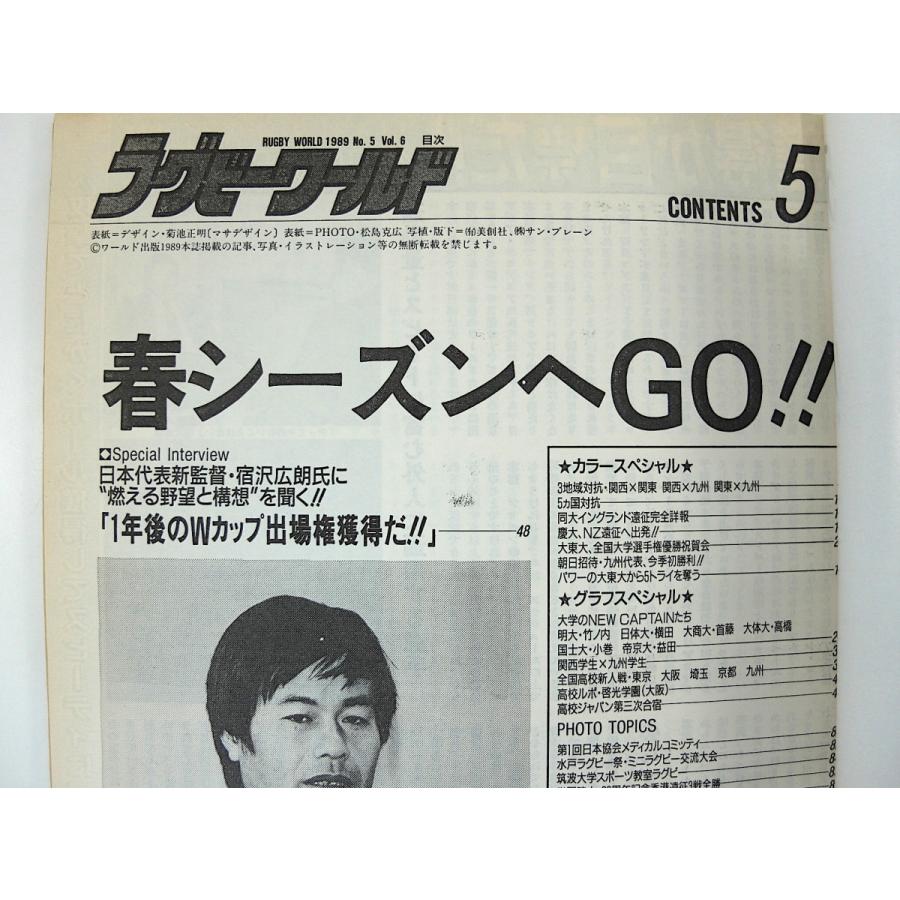 RUGBY WORLD 1989 No. 5 Vol. 6 目次
ラグビーワールド
CONTENTS 5
表紙=デザイン・菊池正明〔マサデザイン〕 表紙=PHOTO・松島克広 写植・版下=㈲美創社、㈱サン・プレーン
©ワールド出版1989本誌掲載の記事、写真・イラストレーション等の無断転載を禁じます。
春シーズンへGO!!
Special Interview
日本代表新監督・宿沢広朗氏に
“燃える野望と構想”を聞く!!
「1年後のWカップ出場権獲得だ!!」 48
★カラースペシャル★
3地域対抗・関西×関東 関西×九州 関東×九州
5ヵ国対抗
同大イングランド遠征完全詳報
慶大、NZ遠征へ出発!!
大東大、全国大学選手権優勝祝賀会
朝日招待・九州代表、今季初勝利!!
パワーの大東大から5トライを奪う
★グラフスペシャル★
大学のNEW CAPTAINたち
明大・竹ノ内 日体大・横田 大商大・首藤 大体大・高橋
国士大・小巻 帝京大・益田
関西学生×九州学生
全国高校新人戦・東京 大阪 埼玉 京都 九州
高校ルポ・啓光学園(大阪)
高校ジャパン第三次合宿
PHOTO TOPICS
第1回日本協会メディカルコミッティ
水戸ラグビー祭・ミニラグビー交流大会
筑波大学スポーツ教室ラグビー